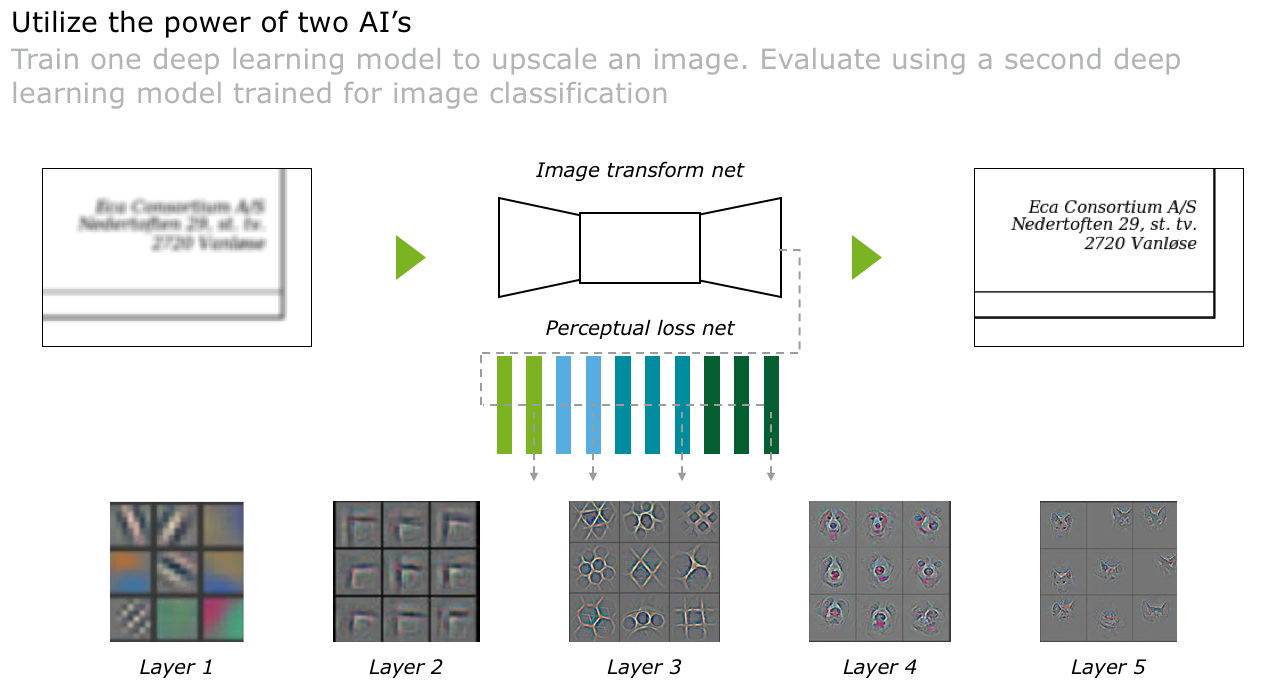 Utilize the power of two AI’s
Train one deep learning model to upscale an image. Evaluate using a second deep
learning model trained for image classification
Image transform net
Eca Consortium A/S
Nedertoften 29, st. tv.
2720 Vanløse
Eca Consortium A/S
Nedertoften 29, st. tv.
2720 Vanløse
Perceptual loss net
Layer 1
Layer 2
Layer 3
Layer 4
Layer 5